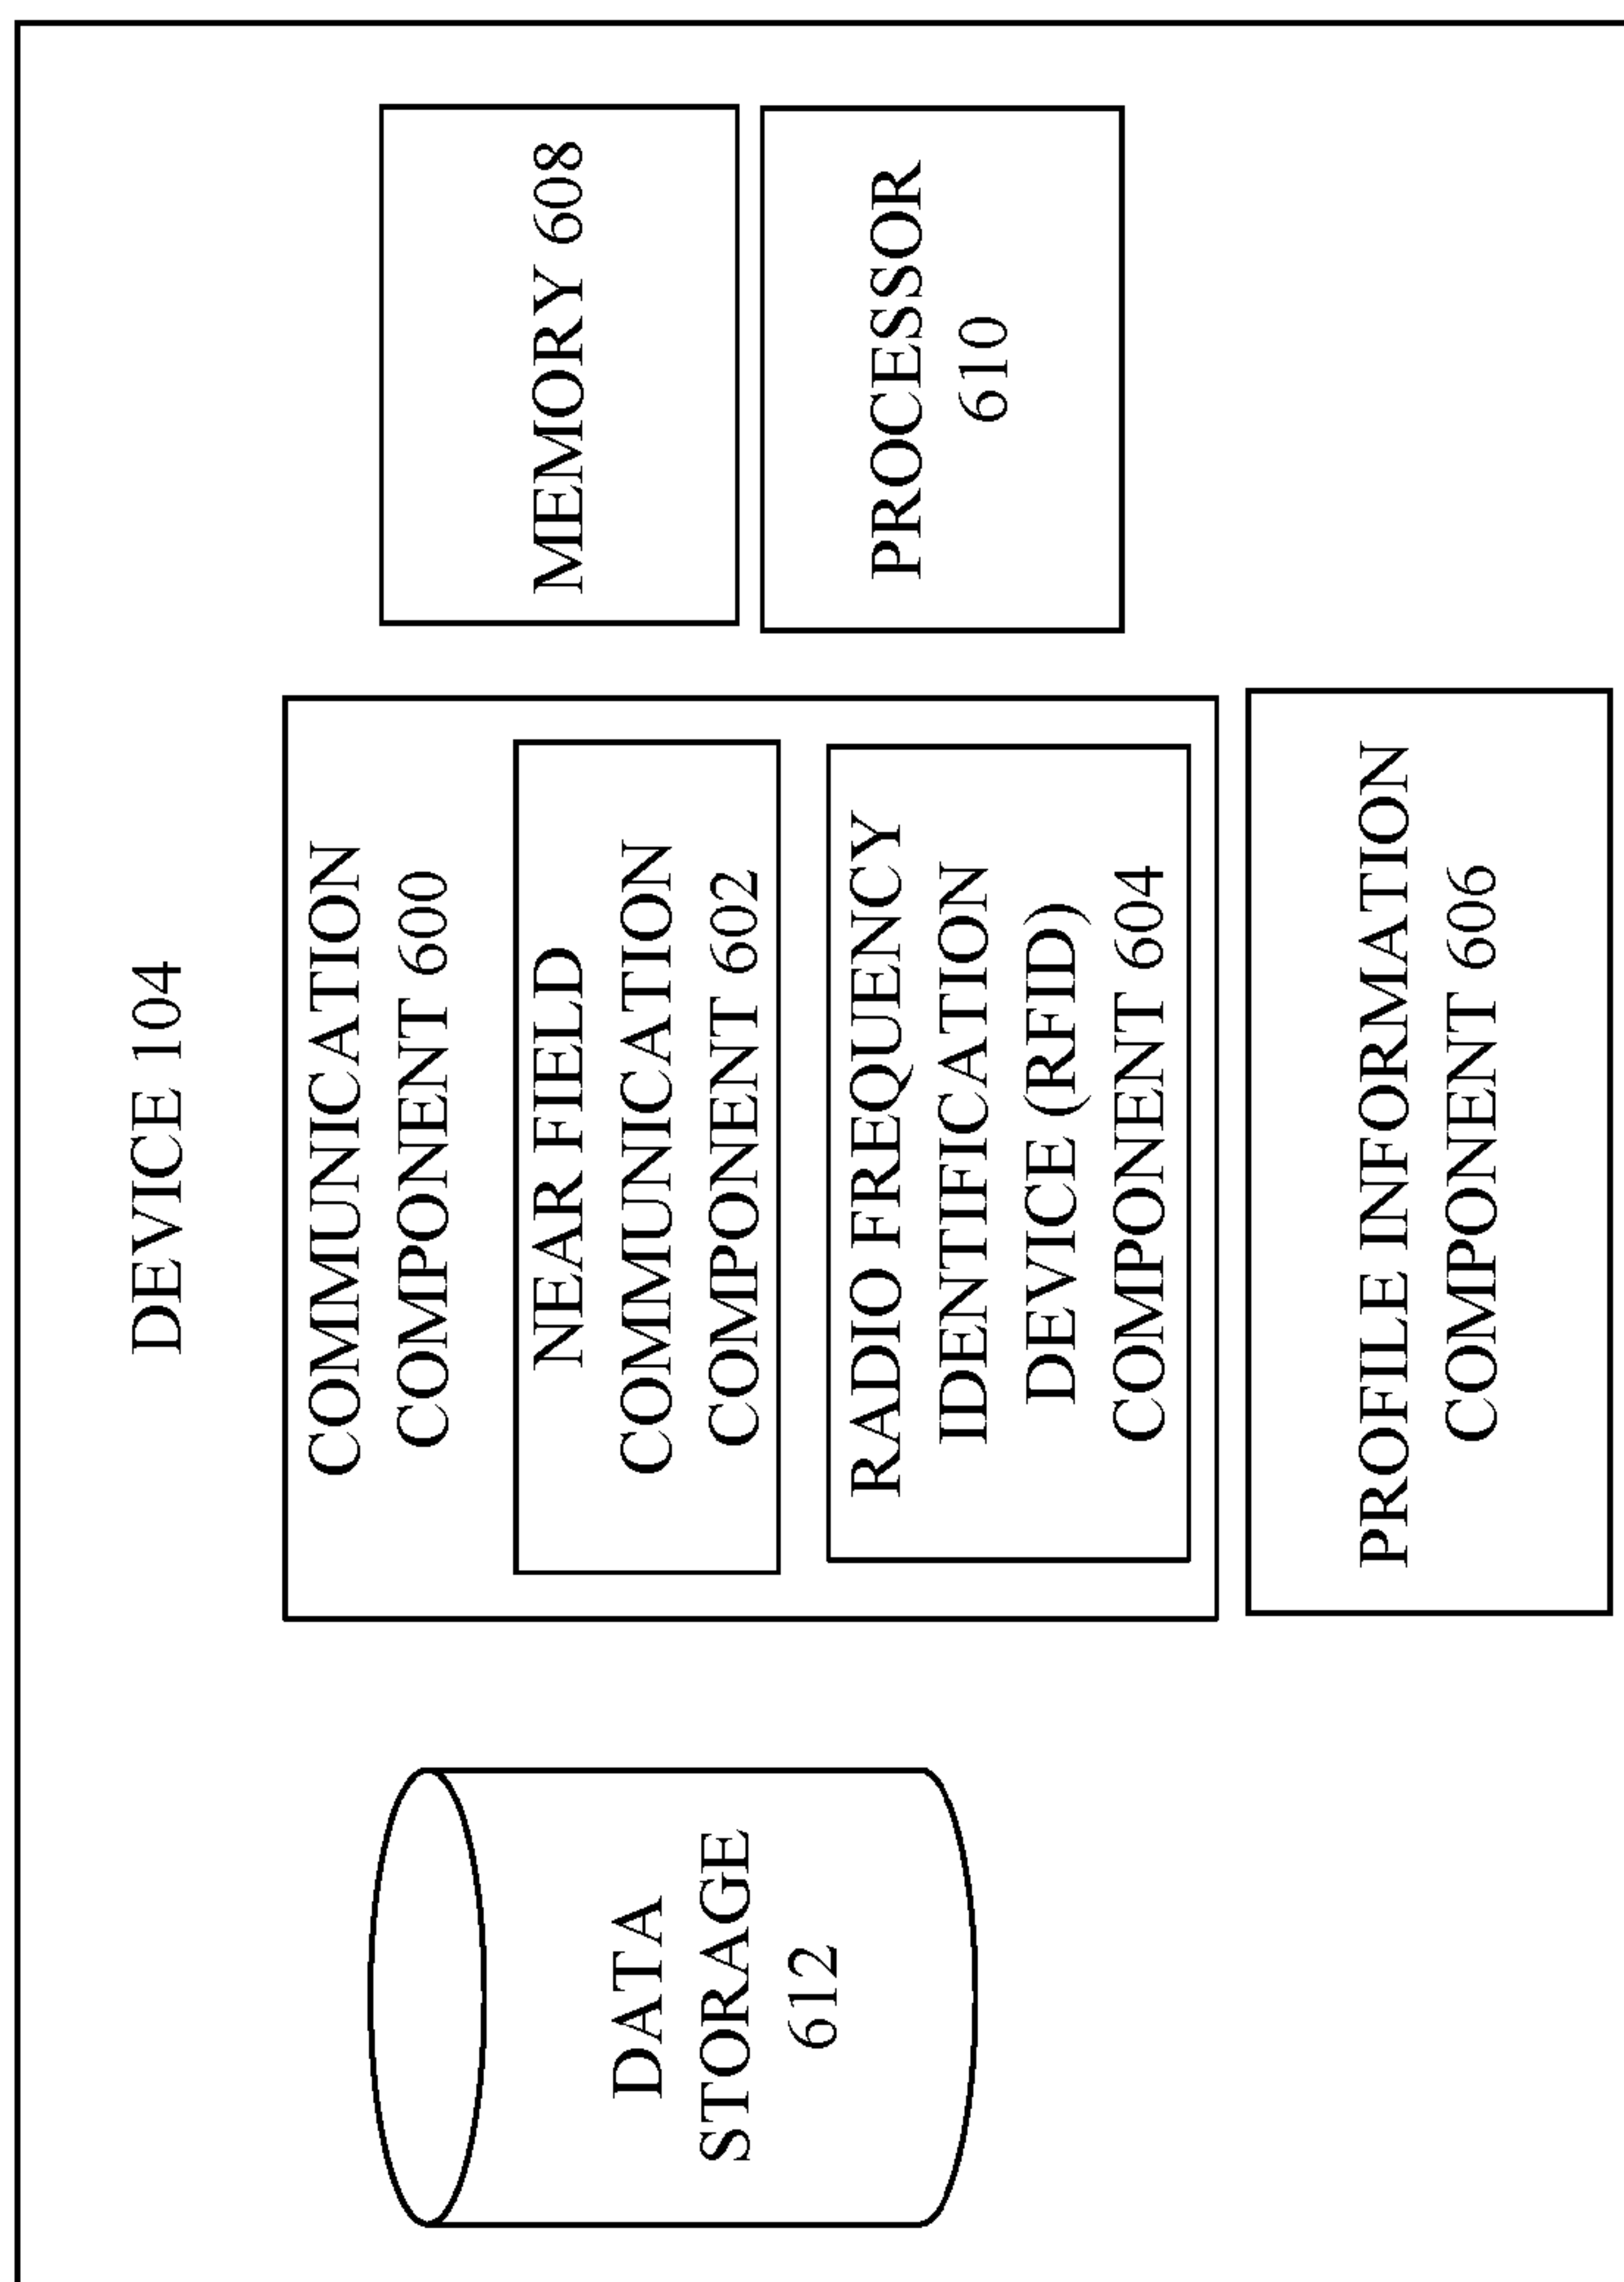 DEVICE 104
DATA
STORAGE
612
COMMUNICATION
COMPONENT 600
NEAR FIELD
COMMUNICATION
COMPONENT 602
RADIO FREQUENCY
IDENTIFICATION
DEVICE (RFID)
COMPONENT 604
PROFILE INFORMATION
COMPONENT 606
MEMORY 608
PROCESSOR
610